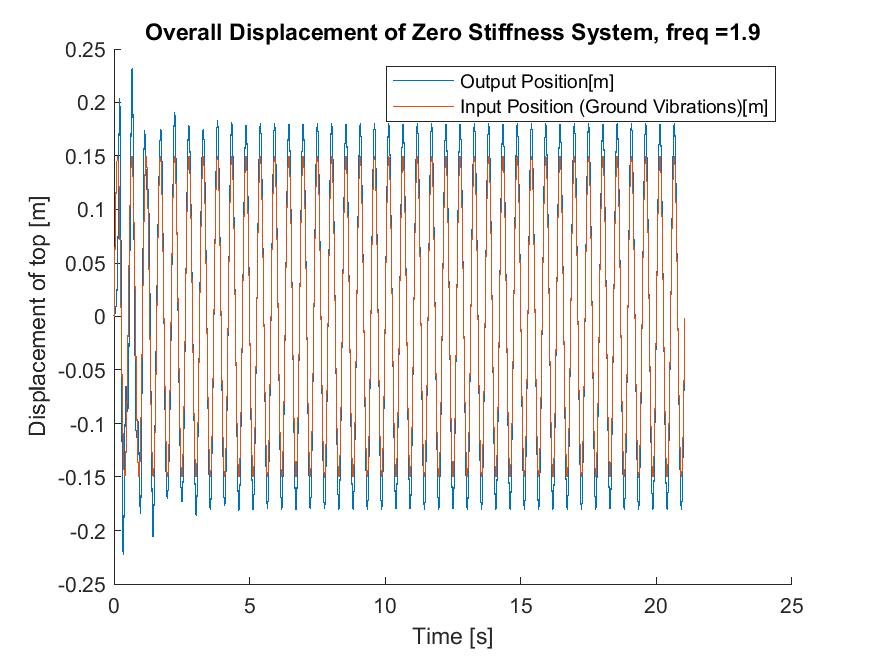 Overall Displacement of Zero Stiffness System, freq =1.9
Output Position[m]
Input Position (Ground Vibrations)[m]
Displacement of top [m]
0.25
0.2
0.15
0.1
0.05
0
-0.05
-0.1
-0.15
-0.2
-0.25
0 5 10 15 20 25
Time [s]